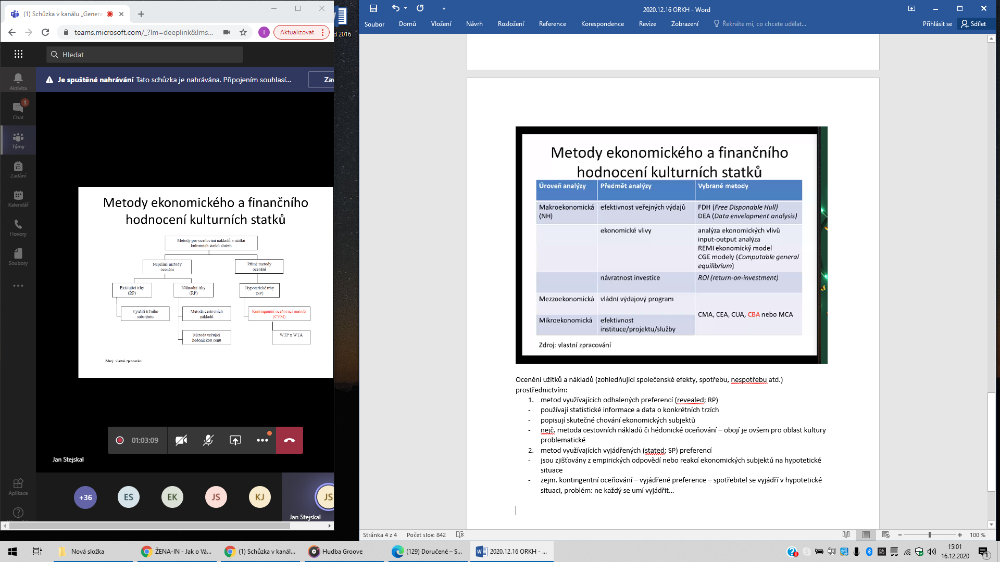 (1) Schůzka v kanálu „Genera
teams.microsoft.com/_?lm=deeplink&lms...
I
Aktualizovat
Hledat
Aktivita
1
Chat
Týmy
Zadání
Kalendář
Hovory
Soubory
Aplikace
Je spuštěné nahrávání Tato schůzka je nahrávána. Připojením souhlasí...
Metody ekonomického a finančního
hodnocení kulturních statků
Metody pro oceňování nákladů a užitků
kulturních statků služeb
Nepřímé metody
ocenění
Přímé metody
ocenění
Existující trhy
(RP)
Náhradní trhy
(RP)
Hypotetické trhy
(SP)
Využití tržního
substitutu
Metoda cestovních
nákladů
Kontingentní oceňovací metoda
(CVM)
Metoda určující
hedonickou cenu
WTP x WTA
Zdroj: vlastní zpracování
01:03:09
Jan Stejskal
+36
ES
EK
JS
KJ
JS
Jan Stejskal
d 2016
2020.12.16 ORKH - Word
Soubor
Domů
Vložení
Návrh
Rozložení
Reference
Korespondence
Revize
Zobrazení
Řekněte mi, co chcete udělat...
Přihlásit se
Sdílet
Metody ekonomického a finančního
hodnocení kulturních statků
Úroveň analýzy Předmět analýzy Vybrané metody
Makroekonomická efektivnost veřejných výdajů FDH (Free Disponable Hull)
(NH) DEA (Data envelopment analysis)
ekonomické vlivy analýza ekonomických vlivů
input-output analýza
REMI ekonomický model
CGE modely (Computable general
equilibrium)
návratnost investice ROI (return-on-investment)
Mezzoekonomická vládní výdajový program
CMA, CEA, CUA, CBA nebo MCA
Mikroekonomická efektivnost
instituce/projektu/služby
Zdroj: vlastní zpracování
Ocenění užitků a nákladů (zohledňující společenské efekty, spotřebu, nespotřebu atd.)
prostřednictvím:
1. metod využívajících odhalených preferencí (revealed; RP)
- používají statistické informace a data o konkrétních trzích
- popisují skutečné chování ekonomických subjektů
- nejč. metoda cestovních nákladů či hédonické oceňování – obojí je ovšem pro oblast kultury
problematické
2. metod využívajících vyjádřených (stated; SP) preferencí
- jsou zjišťovány z empirických odpovědí nebo reakcí ekonomických subjektů na hypotetické
situace
- zejm. kontingentní oceňování – vyjádřené preference – spotřebitel se vyjádří v hypotetické
situaci, problém: ne každý se umí vyjádřit...
Stránka 4 z 4
Počet slov: 842
100 %
Nová složka
ŽENA-IN - Jak o Vá...
(1) Schůzka v kanál...
Hudba Groove
(129) Doručené – S...
2020.12.16 ORKH - ...
15:01
16.12.2020
1